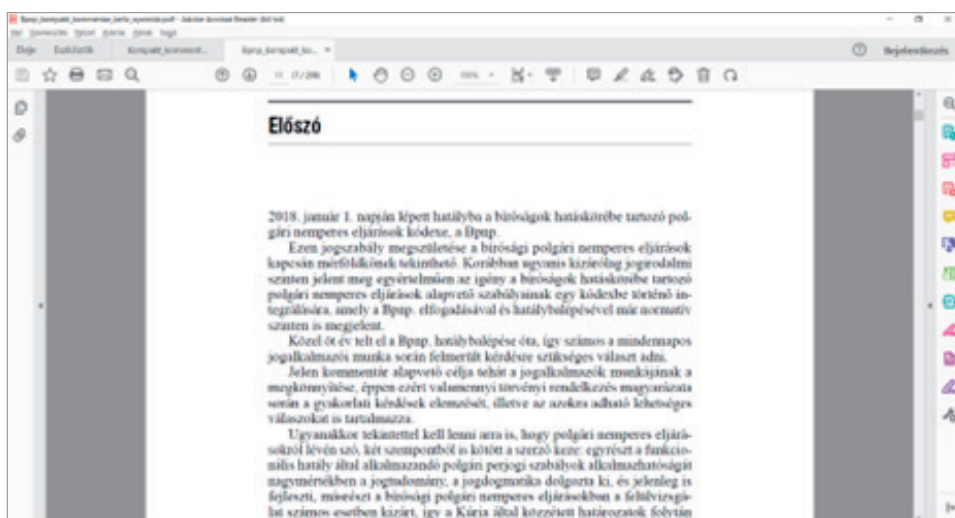 Adobe Acrobat Reader
Eszközök
Bejelentkezés
Előszó
2018. január 1. napján lépett hatályba a bíróságok hatáskörébe tartozó pol-
gári nemperes eljárások kódexe, a Bpnp.
Ezen jogszabály megszületése a bírósági polgári nemperes eljárások
kapcsán mérföldkőnek tekinthető. Korábban ugyanis kizárólag jogirodalmi
szinten jelent meg egyértelműen az igény a bíróságok hatáskörébe tartozó
polgári nemperes eljárások alapvető szabályainak egy kódexbe történő in-
tegrálására, amely a Bpnp. elfogadásával és hatálybalépésével már normatív
szinten is megjelent.
Közel öt év telt el a Bpnp. hatálybalépése óta, így számos a mindennapos
jogalkalmazói munka során felmerült kérdésre szükséges választ adni.
Jelen kommentár alapvető célja tehát a jogalkalmazók munkájának a
megkönnyítése, éppen ezért valamennyi törvényi rendelkezés magyarázata
során a gyakorlati kérdések elemzését, illetve az azokra adható lehetséges
válaszokat is tartalmazza.
Ugyanakkor tekintettel kell lenni arra is, hogy polgári nemperes eljárá-
sokról lévén szó, két szempontból is kötött a szerző keze: egyrészt a funkcio-
nális hatály által alkalmazandó polgári perjogi szabályok alkalmazhatóságát
nagymértékben a jogtudomány, a jogdogmatika dolgozta ki, és jelenleg is
fejleszti, másrészt a bírósági polgári nemperes eljárásokban a felülvizsgá-
lat számos esetben kizárt, így a Kúria által közzétett határozatok folytán